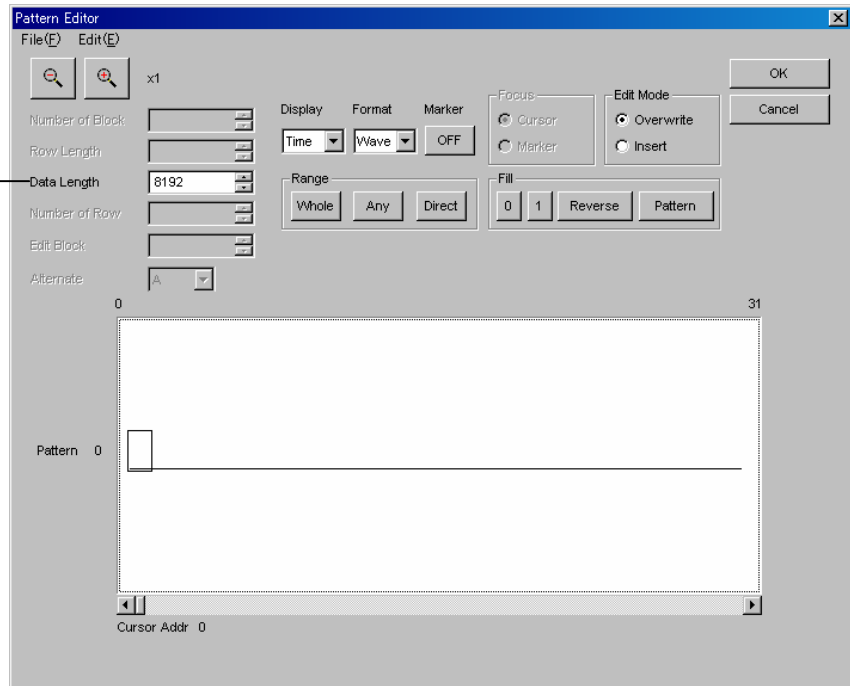 Pattern Editor
File(F) Edit(E)
x1
OK
Cancel
Number of Block
Row Length
Data Length 8192
Number of Row
Edit Block
Alternate A
Display Format Marker
Time Wave OFF
Focus
Cursor
Marker
Edit Mode
Overwrite
Insert
Range
Whole Any Direct
Fill
0 1 Reverse Pattern
0 31
Pattern 0
Cursor Addr 0